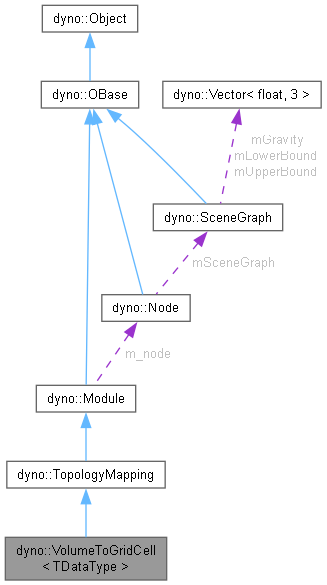 dyno::Object
dyno::OBase
dyno::Vector< float, 3 >
mGravity
mLowerBound
mUpperBound
dyno::SceneGraph
mSceneGraph
dyno::Node
m_node
dyno::Module
dyno::TopologyMapping
dyno::VolumeToGridCell
< TDataType >